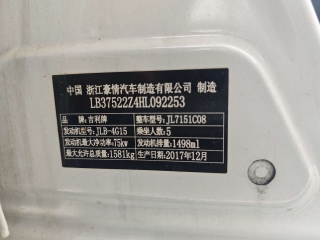 中国 浙江豪情汽车制造有限公司 制造
LB37522Z4HL092253
品 牌:吉利牌 整车型号:JL7151C08
发动机型号:JLB-4G15 乘坐人数:5
发动机最大净功率:75kw 发动机排量:1498ml
最大允许总质量:1581kg 生产日期:2017年12月